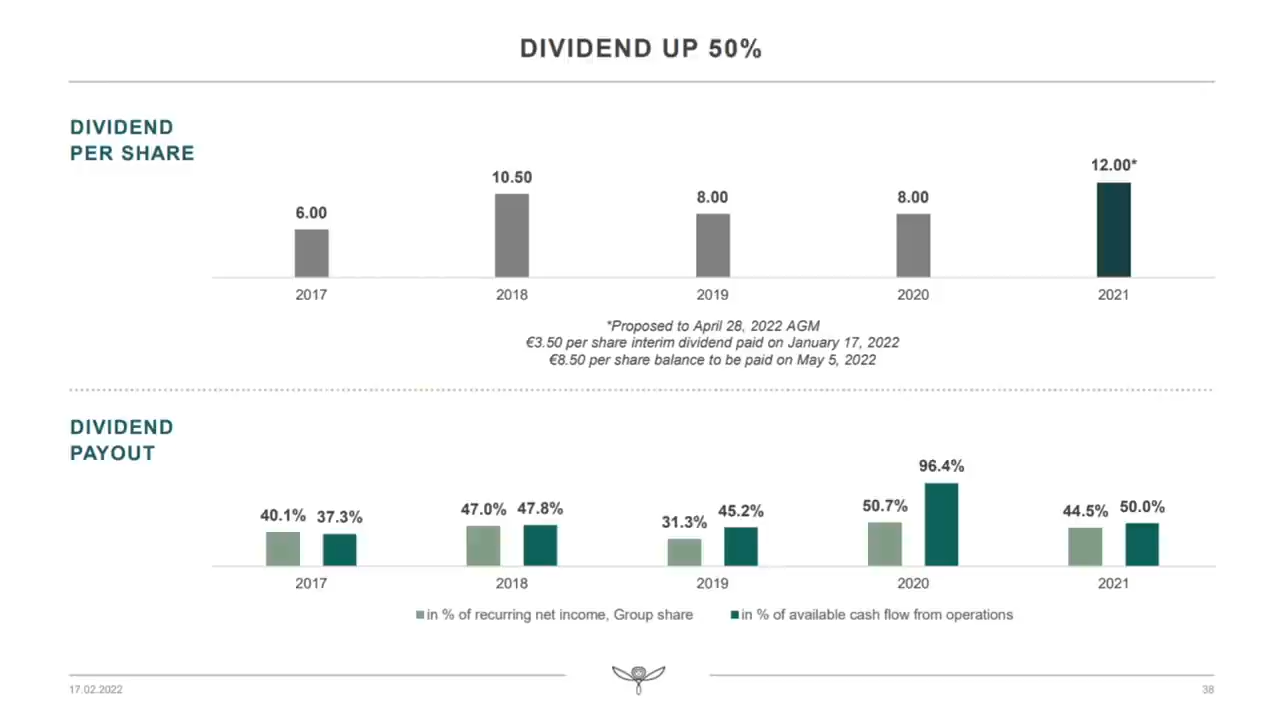 DIVIDEND UP 50%
DIVIDEND
PER SHARE
6.00
10.50
8.00
8.00
12.00*
2017
2018
2019
2020
2021
*Proposed to April 28, 2022 AGM
€3.50 per share interim dividend paid on January 17, 2022
€8.50 per share balance to be paid on May 5, 2022
DIVIDEND
PAYOUT
40.1% 37.3%
47.0% 47.8%
31.3% 45.2%
50.7% 96.4%
44.5% 50.0%
2017
2018
2019
2020
2021
in % of recurring net income, Group share
in % of available cash flow from operations
17.02.2022
38